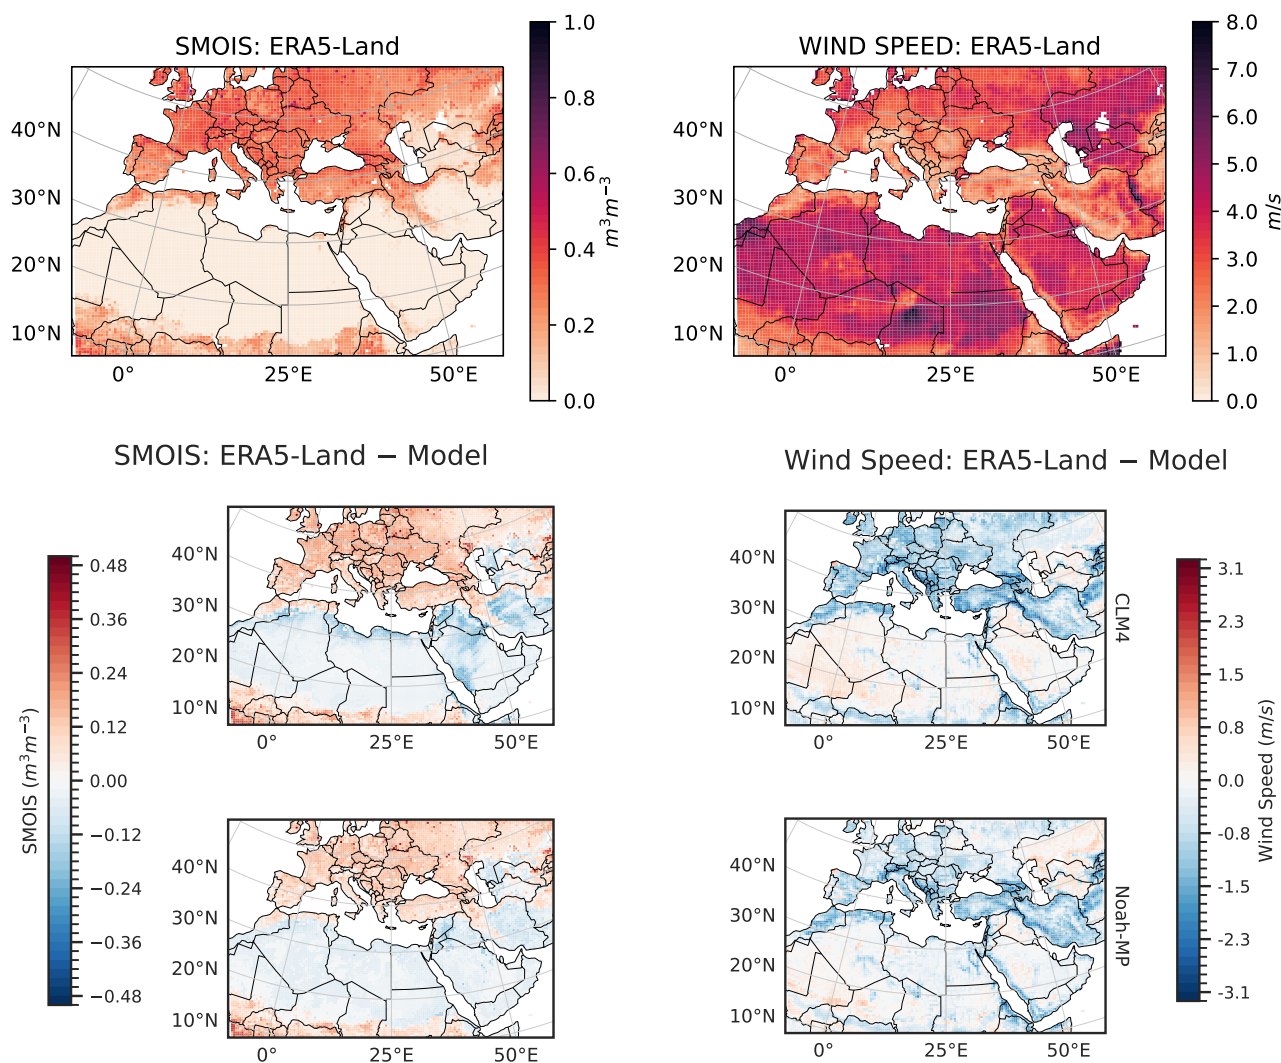 SMOIS: ERA5-Land
40°N
30°N
20°N
10°N
0°
25°E
50°E
1.0
0.8
0.6
0.4
0.2
0.0
m³m⁻³
WIND SPEED: ERA5-Land
40°N
30°N
20°N
10°N
0°
25°E
50°E
8.0
7.0
6.0
5.0
4.0
3.0
2.0
1.0
0.0
m/s
SMOIS: ERA5-Land − Model
SMOIS (m³m⁻³)
0.48
0.36
0.24
0.12
0.00
−0.12
−0.24
−0.36
−0.48
40°N
30°N
20°N
10°N
0°
25°E
50°E
40°N
30°N
20°N
10°N
0°
25°E
50°E
Wind Speed: ERA5-Land − Model
40°N
30°N
20°N
10°N
0°
25°E
50°E
CLM4
40°N
30°N
20°N
10°N
0°
25°E
50°E
Noah-MP
3.1
2.3
1.5
0.8
0.0
-0.8
-1.5
-2.3
-3.1
Wind Speed (m/s)